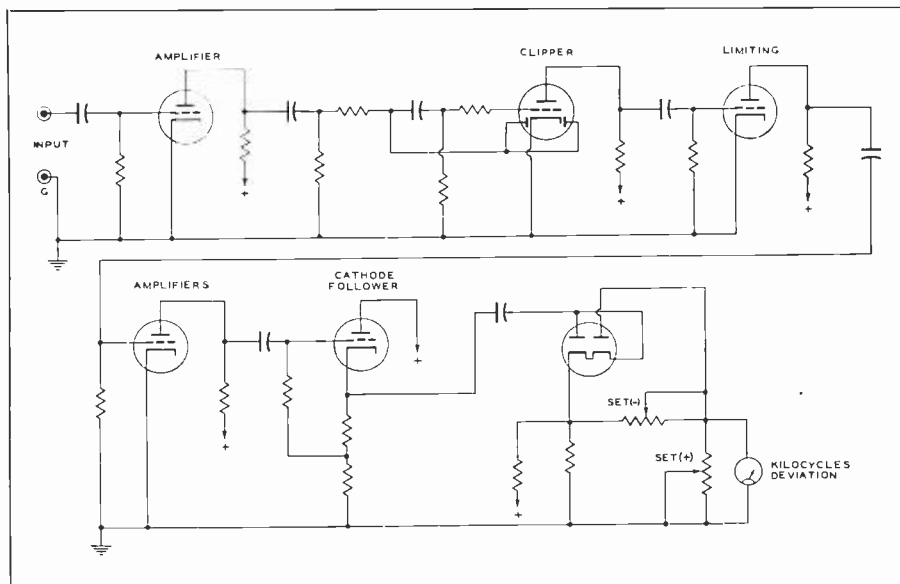 AMPLIFIER
CLIPPER
LIMITING
INPUT
G
+
+
+
AMPLIFIERS
CATHODE
FOLLOWER
+
+
SET(-)
SET(+)
KILOCYCLES
DEVIATION
+